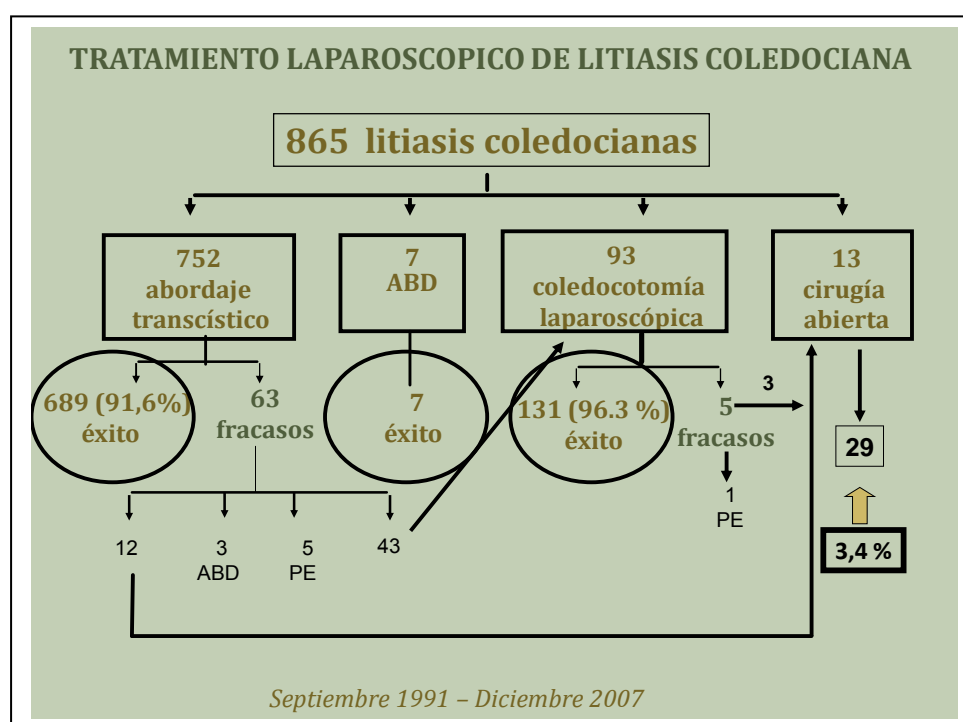 TRATAMIENTO LAPAROSCOPICO DE LITIASIS COLEDOCIANA
865 litiasis coledocianas
752
abordaje
transcístico
7
ABD
93
coledocotomía
laparoscópica
13
cirugía
abierta
689 (91,6%)
éxito
63
fracasos
7
éxito
131 (96.3 %)
éxito
5
fracasos
3
29
1
PE
3,4 %
12
3
ABD
5
PE
43
Septiembre 1991 – Diciembre 2007